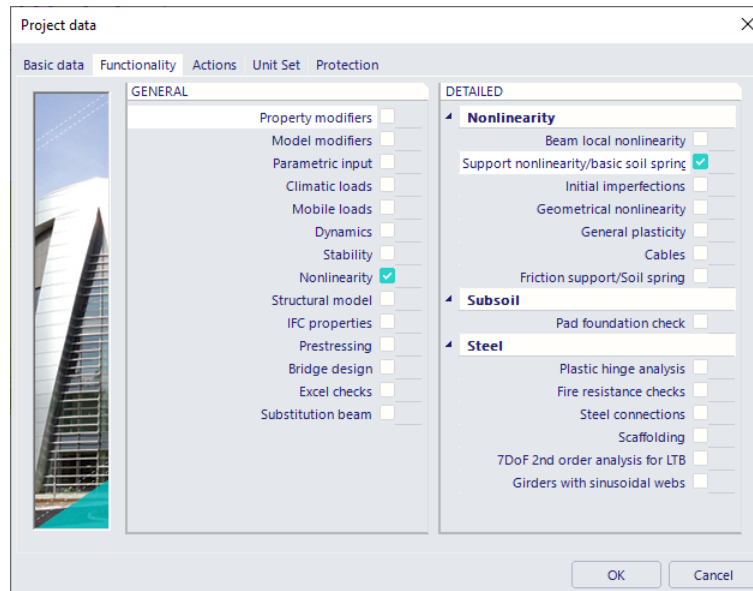 Project data
Basic data Functionality Actions Unit Set Protection
GENERAL
Property modifiers
Model modifiers
Parametric input
Climatic loads
Mobile loads
Dynamics
Stability
Nonlinearity
Structural model
IFC properties
Prestressing
Bridge design
Excel checks
Substitution beam
DETAILED
Nonlinearity
Beam local nonlinearity
Support nonlinearity/basic soil spring
Initial imperfections
Geometrical nonlinearity
General plasticity
Cables
Friction support/Soil spring
Subsoil
Pad foundation check
Steel
Plastic hinge analysis
Fire resistance checks
Steel connections
Scaffolding
7DoF 2nd order analysis for LTB
Girders with sinusoidal webs
OK Cancel